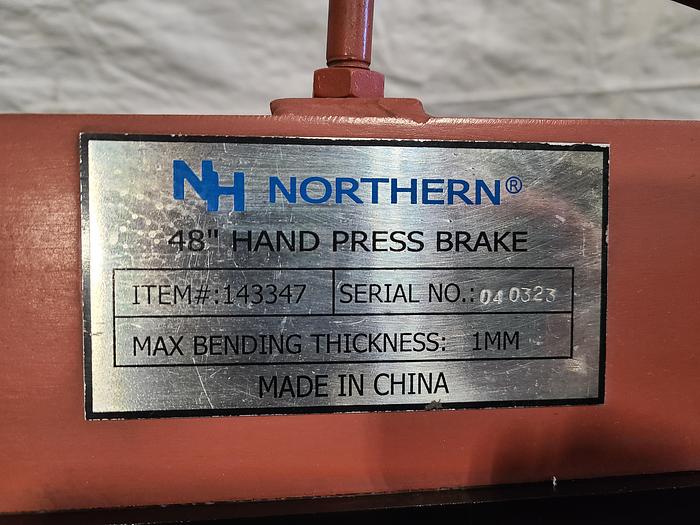 NH NORTHERN®
48" HAND PRESS BRAKE
ITEM#:143347 SERIAL NO.: 040323
MAX BENDING THICKNESS: 1MM
MADE IN CHINA